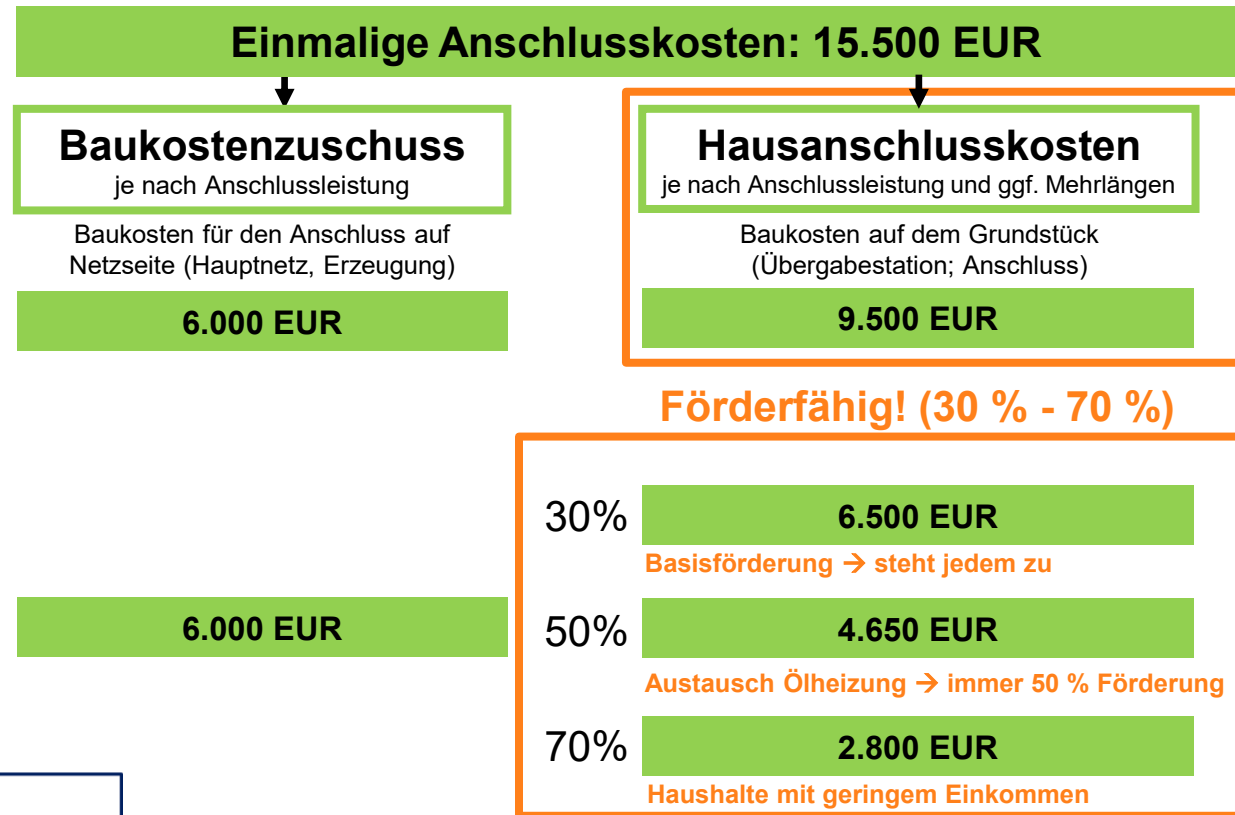 Einmalige Anschlusskosten: 15.500 EUR
Baukostenzuschuss
je nach Anschlussleistung
Baukosten für den Anschluss auf
Netzseite (Hauptnetz, Erzeugung)
6.000 EUR
Hausanschlusskosten
je nach Anschlussleistung und ggf. Mehrlängen
Baukosten auf dem Grundstück
(Übergabestation; Anschluss)
9.500 EUR
Förderfähig! (30 % - 70 %)
30% 6.500 EUR
Basisförderung → steht jedem zu
6.000 EUR
50% 4.650 EUR
Austausch Ölheizung → immer 50 % Förderung
70% 2.800 EUR
Haushalte mit geringem Einkommen